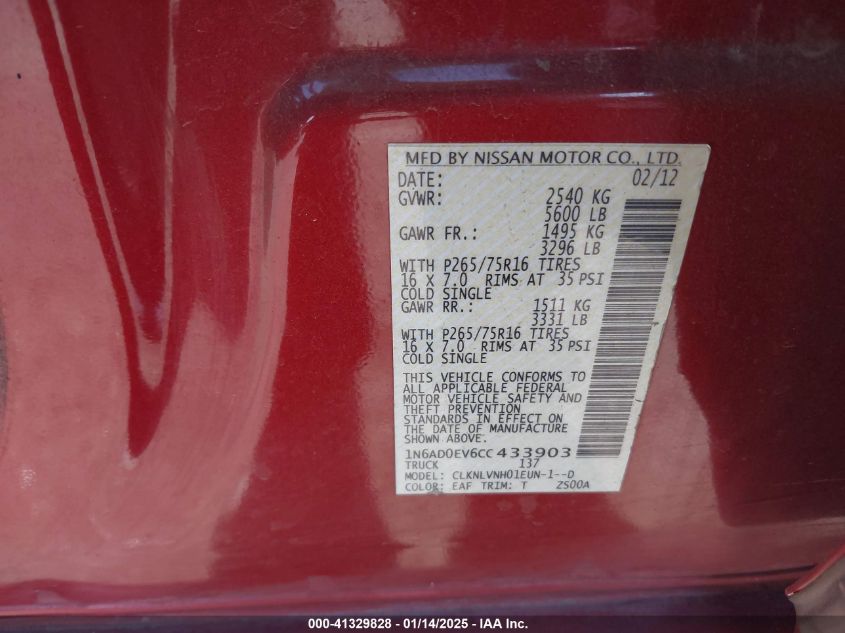 MFD BY NISSAN MOTOR CO., LTD.
DATE: 02/12
GVWR: 2540 KG
5600 LB
GAWR FR.: 1495 KG
3296 LB
WITH P265/75R16 TIRES
16 X 7.0 RIMS AT 35 PSI
COLD SINGLE
GAWR RR.: 1511 KG
3331 LB
WITH P265/75R16 TIRES
16 X 7.0 RIMS AT 35 PSI
COLD SINGLE
THIS VEHICLE CONFORMS TO
ALL APPLICABLE FEDERAL
MOTOR VEHICLE SAFETY AND
THEFT PREVENTION
STANDARDS IN EFFECT ON
THE DATE OF MANUFACTURE
SHOWN ABOVE.
1N6AD0EV6CC433903
TRUCK 137
MODEL: CLKNLVNH01EUN-1--D
COLOR: EAF TRIM: T ZS00A
000-41329828 - 01/14/2025 - IAA Inc.